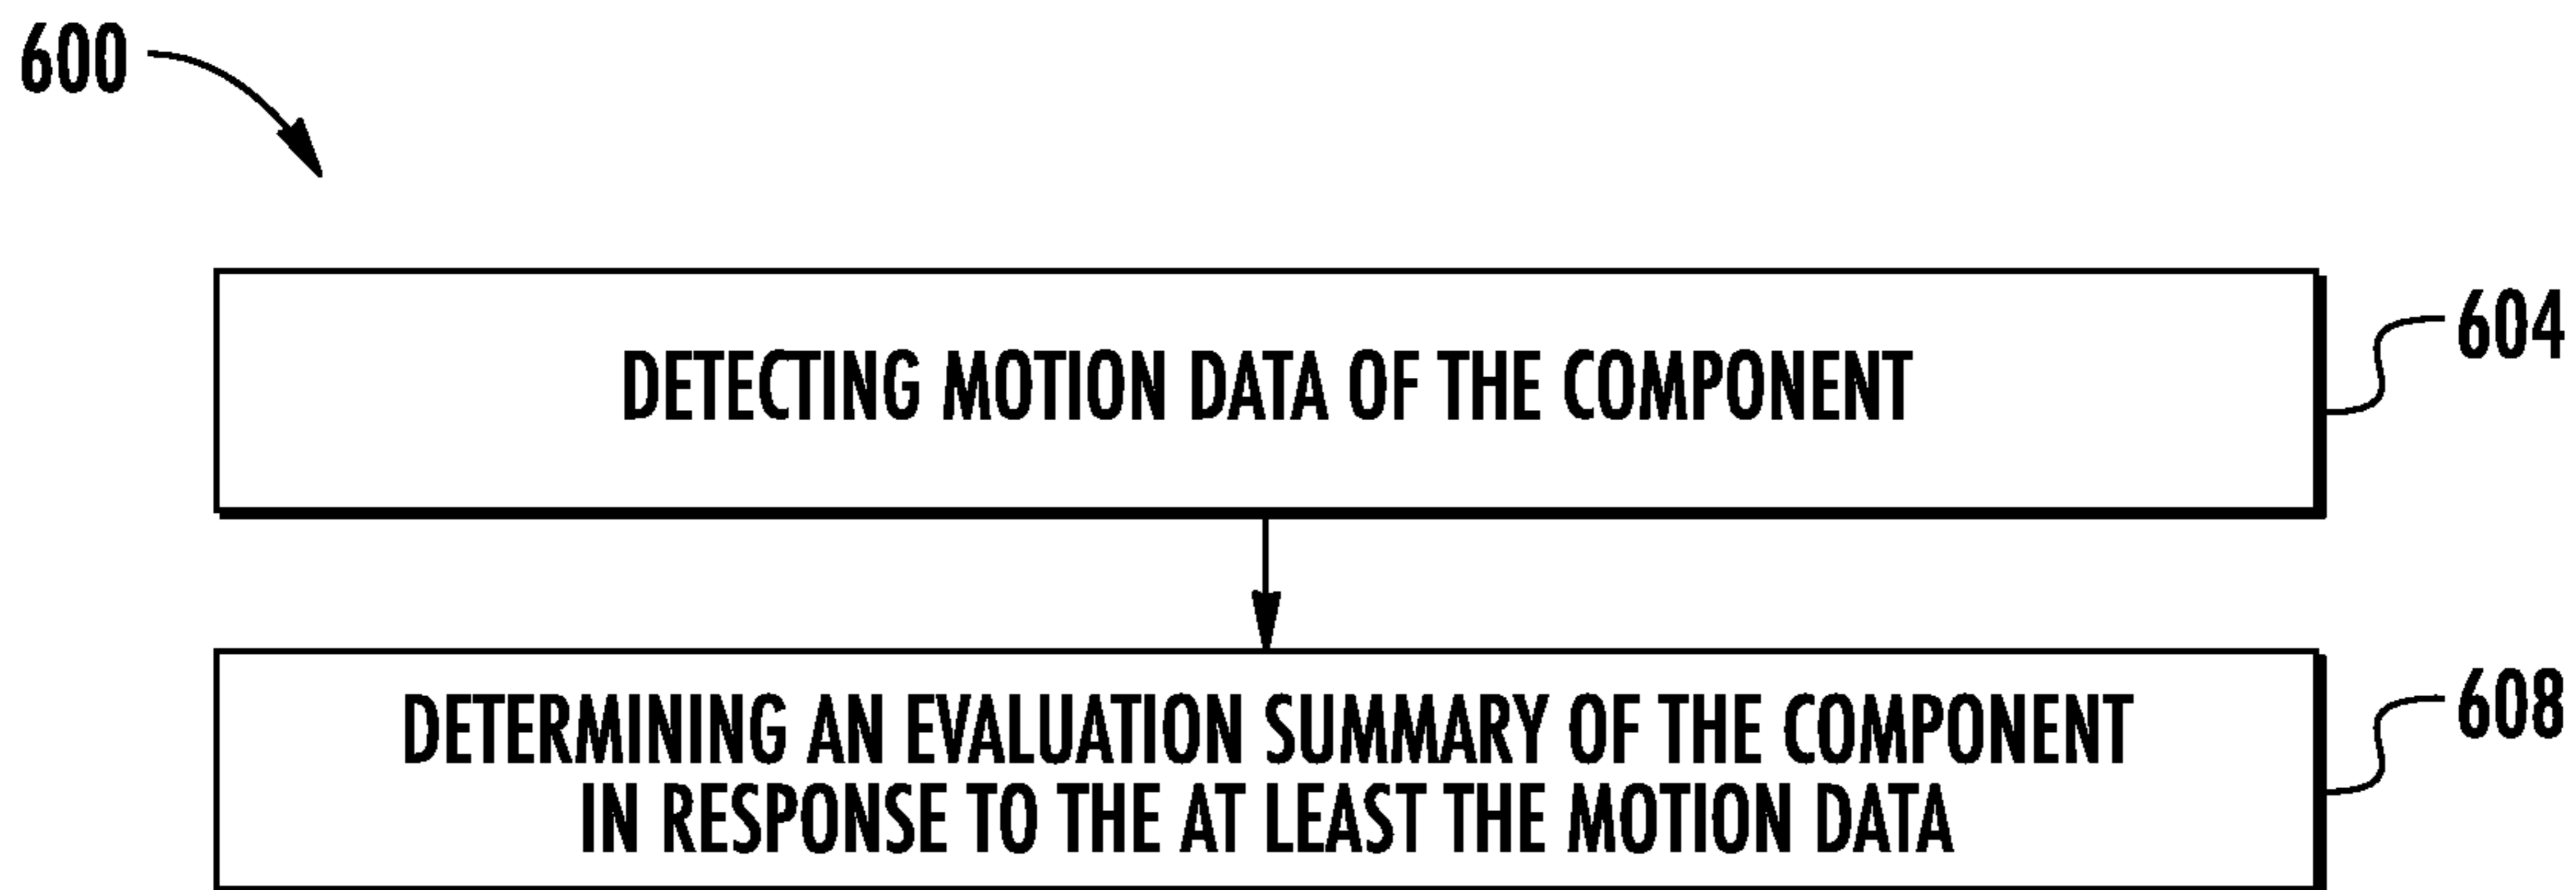 600
DETECTING MOTION DATA OF THE COMPONENT
604
DETERMINING AN EVALUATION SUMMARY OF THE COMPONENT
IN RESPONSE TO THE AT LEAST THE MOTION DATA
608